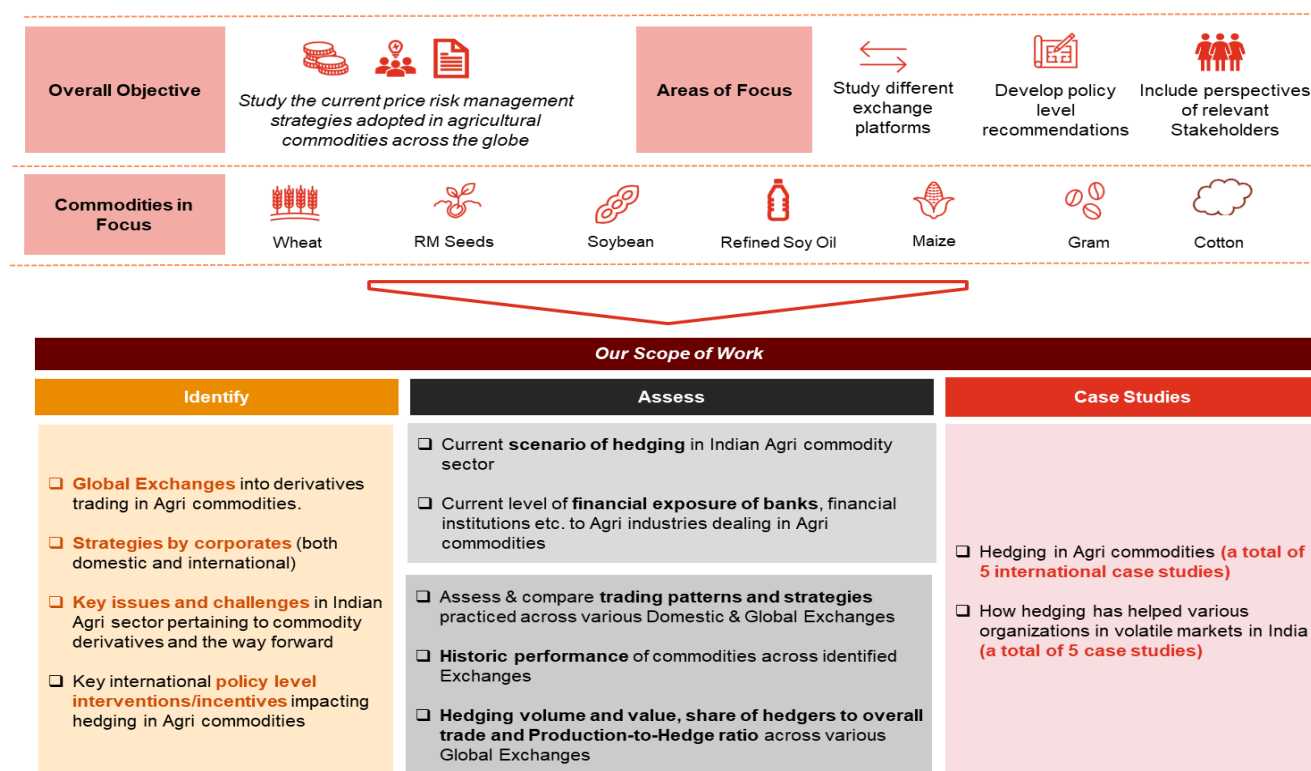 Overall Objective
Study the current price risk management
strategies adopted in agricultural
commodities across the globe
Areas of Focus
Study different
exchange
platforms
Develop policy
level
recommendations
Include perspectives
of relevant
Stakeholders
Commodities in
Focus
Wheat
RM Seeds
Soybean
Refined Soy Oil
Maize
Gram
Cotton
Our Scope of Work
Identify
Global Exchanges into derivatives
trading in Agri commodities.
Strategies by corporates (both
domestic and international)
Key issues and challenges in Indian
Agri sector pertaining to commodity
derivatives and the way forward
Key international policy level
interventions/incentives impacting
hedging in Agri commodities
Assess
Current scenario of hedging in Indian Agri commodity
sector
Current level of financial exposure of banks, financial
institutions etc. to Agri industries dealing in Agri
commodities
Assess & compare trading patterns and strategies
practiced across various Domestic & Global Exchanges
Historic performance of commodities across identified
Exchanges
Hedging volume and value, share of hedgers to overall
trade and Production-to-Hedge ratio across various
Global Exchanges
Case Studies
Hedging in Agri commodities (a total of
5 international case studies)
How hedging has helped various
organizations in volatile markets in India
(a total of 5 case studies)